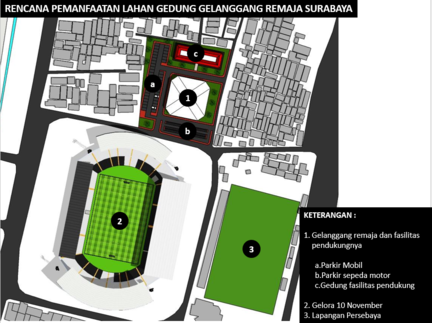 RENCANA PEMANFAATAN LAHAN GEDUNG GELANGGANG REMAJA SURABAYA
c
a
1
b
2
3
KETERANGAN :
1. Gelanggang remaja dan fasilitas
pendukungnya
a.Parkir Mobil
b.Parkir sepeda motor
c.Gedung fasilitas pendukung
2. Gelora 10 November
3. Lapangan Persebaya